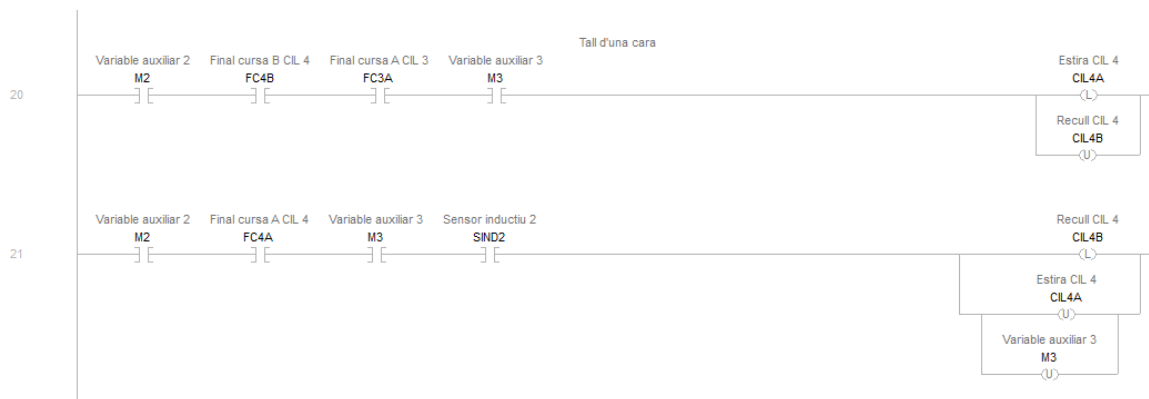 Tall d'una cara
Variable auxiliar 2 Final cursa B CIL 4 Final cursa A CIL 3 Variable auxiliar 3 Estira CIL 4
M2 FC4B FC3A M3 CIL4A
20 (L)
Recull CIL 4
CIL4B
(U)
Variable auxiliar 2 Final cursa A CIL 4 Variable auxiliar 3 Sensor inductiu 2 Recull CIL 4
M2 FC4A M3 SIND2 CIL4B
21 (L)
Estira CIL 4
CIL4A
(U)
Variable auxiliar 3
M3
(U)